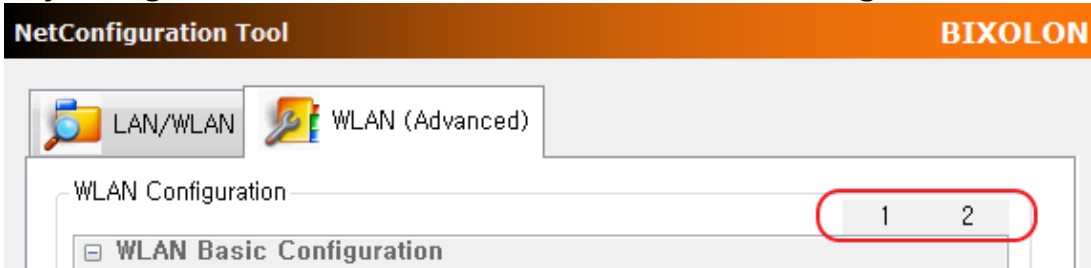 NetConfiguration Tool BIXOLON
LAN/WLAN WLAN (Advanced)
WLAN Configuration
1 2
WLAN Basic Configuration